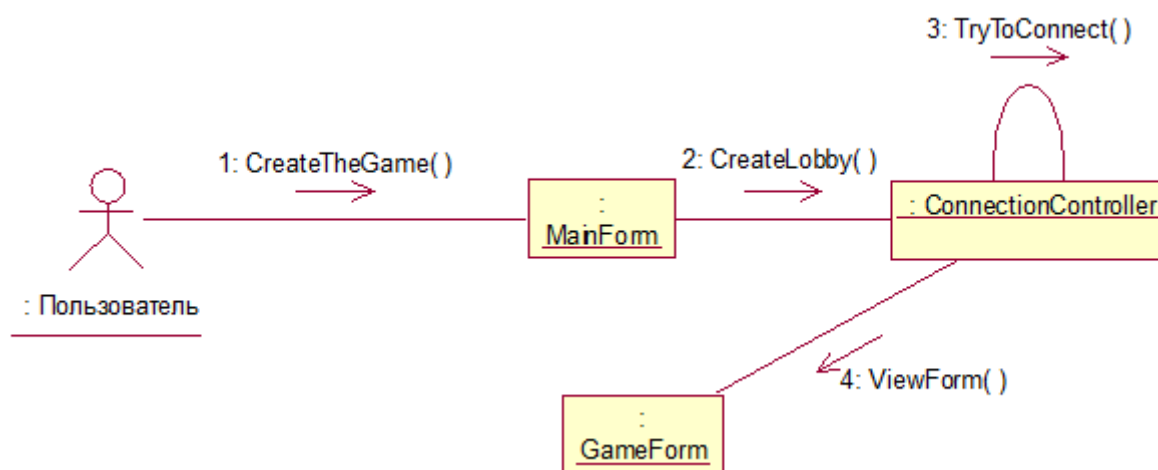 3: TryToConnect( )
1: CreateTheGame( )
2: CreateLobby( )
:
MainForm
: ConnectionController
: Пользователь
4: ViewForm( )
:
GameForm